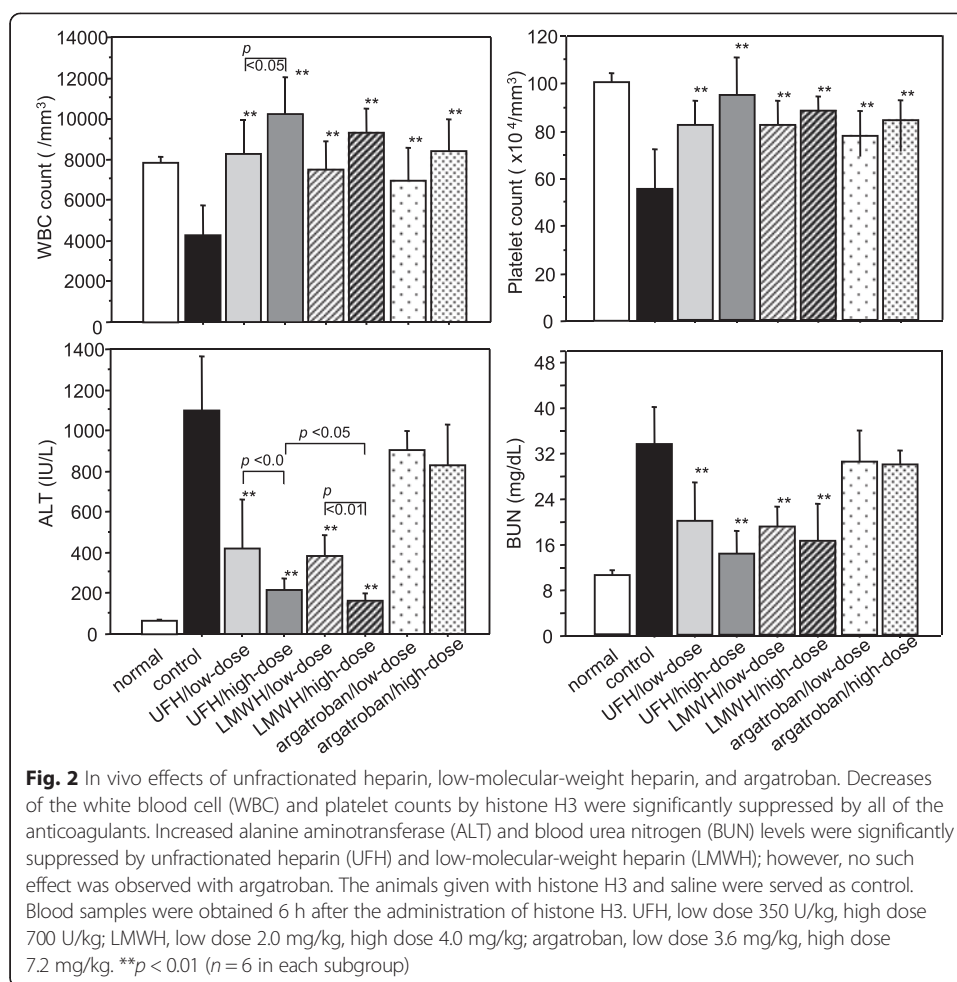 14000
12000
10000
8000
6000
4000
2000
0
WBC count ( /mm³)
p
<0.05
**
**
**
**
**
**
120
100
80
60
40
20
0
Platelet count ( x10⁴/mm³)
**
**
**
**
**
**
1400
1200
1000
800
600
400
200
0
ALT (IU/L)
p <0.05
p <0.0
p
<0.01
**
**
**
**
48
40
32
24
16
8
0
BUN (mg/dL)
**
**
**
**
normal
control
UFH/low-dose
UFH/high-dose
LMWH/low-dose
LMWH/high-dose
argatroban/low-dose
argatroban/high-dose
normal
control
UFH/low-dose
UFH/high-dose
LMWH/low-dose
LMWH/high-dose
argatroban/low-dose
argatroban/high-dose
Fig. 2 In vivo effects of unfractionated heparin, low-molecular-weight heparin, and argatroban. Decreases
of the white blood cell (WBC) and platelet counts by histone H3 were significantly suppressed by all of the
anticoagulants. Increased alanine aminotransferase (ALT) and blood urea nitrogen (BUN) levels were significantly
suppressed by unfractionated heparin (UFH) and low-molecular-weight heparin (LMWH); however, no such
effect was observed with argatroban. The animals given with histone H3 and saline were served as control.
Blood samples were obtained 6 h after the administration of histone H3. UFH, low dose 350 U/kg, high dose
700 U/kg; LMWH, low dose 2.0 mg/kg, high dose 4.0 mg/kg; argatroban, low dose 3.6 mg/kg, high dose
7.2 mg/kg. **p < 0.01 (n = 6 in each subgroup)